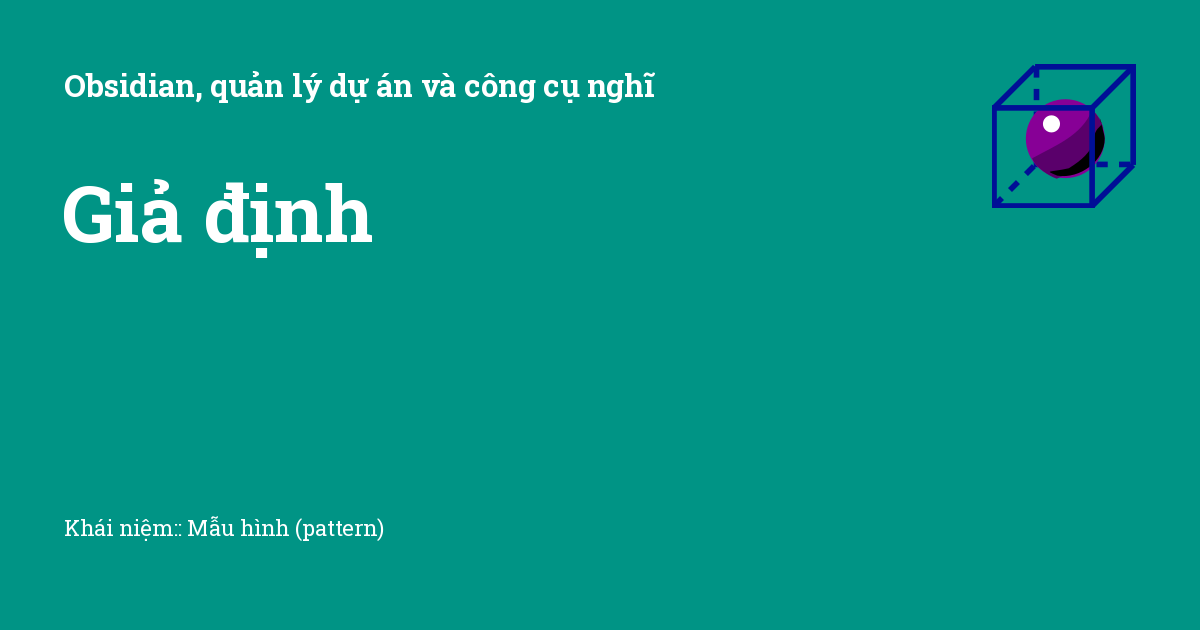 Obsidian, quản lý dự án và công cụ nghĩ
Giả định
Khái niệm:: Mẫu hình (pattern)